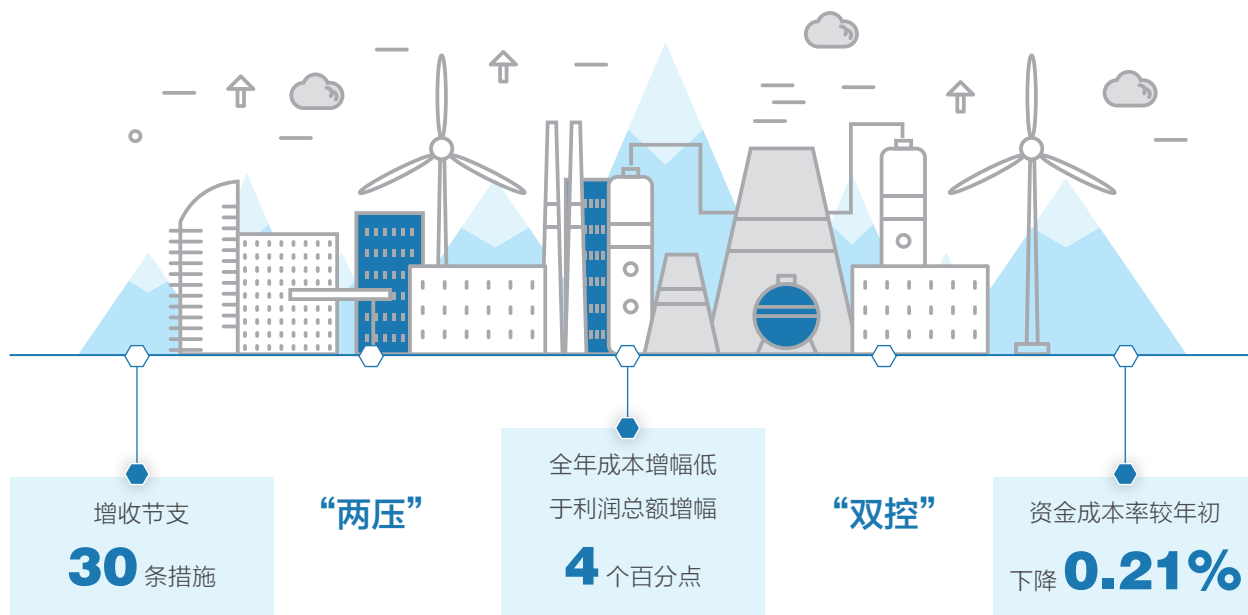 增收节支
30 条措施
“两压”
全年成本增幅低
于利润总额增幅
4 个百分点
“双控”
资金成本率较年初
下降 0.21%